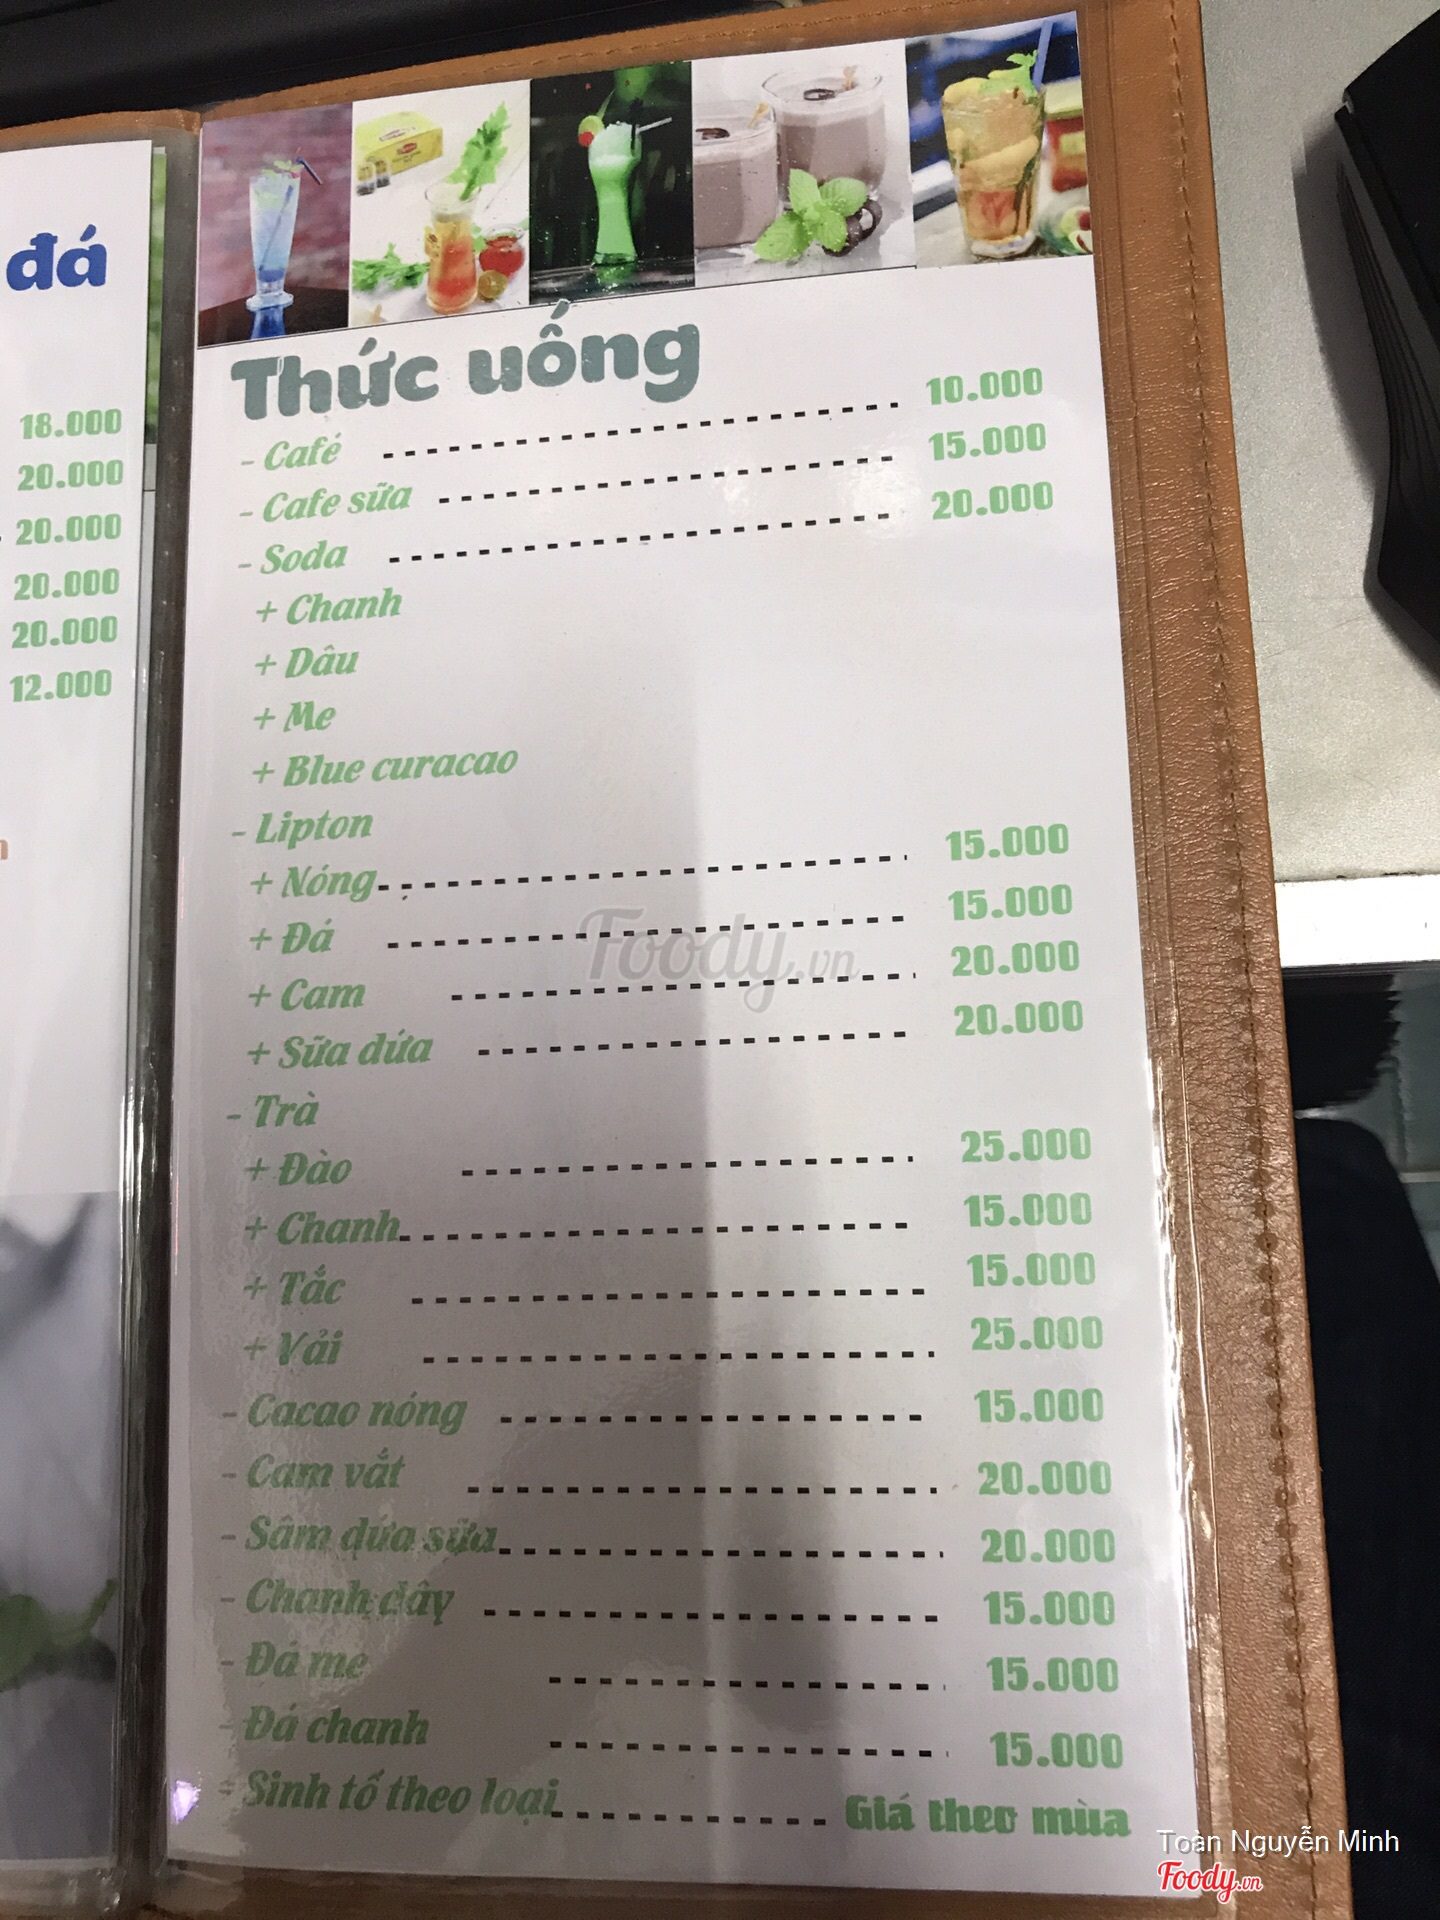 đá
18.000
20.000
20.000
20.000
20.000
12.000
Thức uống
- Café 10.000
- Cafe sữa 15.000
- Soda 20.000
+ Chanh
+ Dâu
+ Me
+ Blue curacao
- Lipton
+ Nóng 15.000
+ Đá 15.000
+ Cam 20.000
+ Sữa dứa 20.000
- Trà
+ Đào 25.000
+ Chanh 15.000
+ Tắc 15.000
+ Vải 25.000
- Cacao nóng 15.000
- Cam vắt 20.000
- Sâm dứa sữa 20.000
- Chanh dây 15.000
- Đá me 15.000
- Đá chanh 15.000
- Sinh tố theo loại Giá theo mùa
Foody.vn
Toàn Nguyễn Minh
Foody.vn